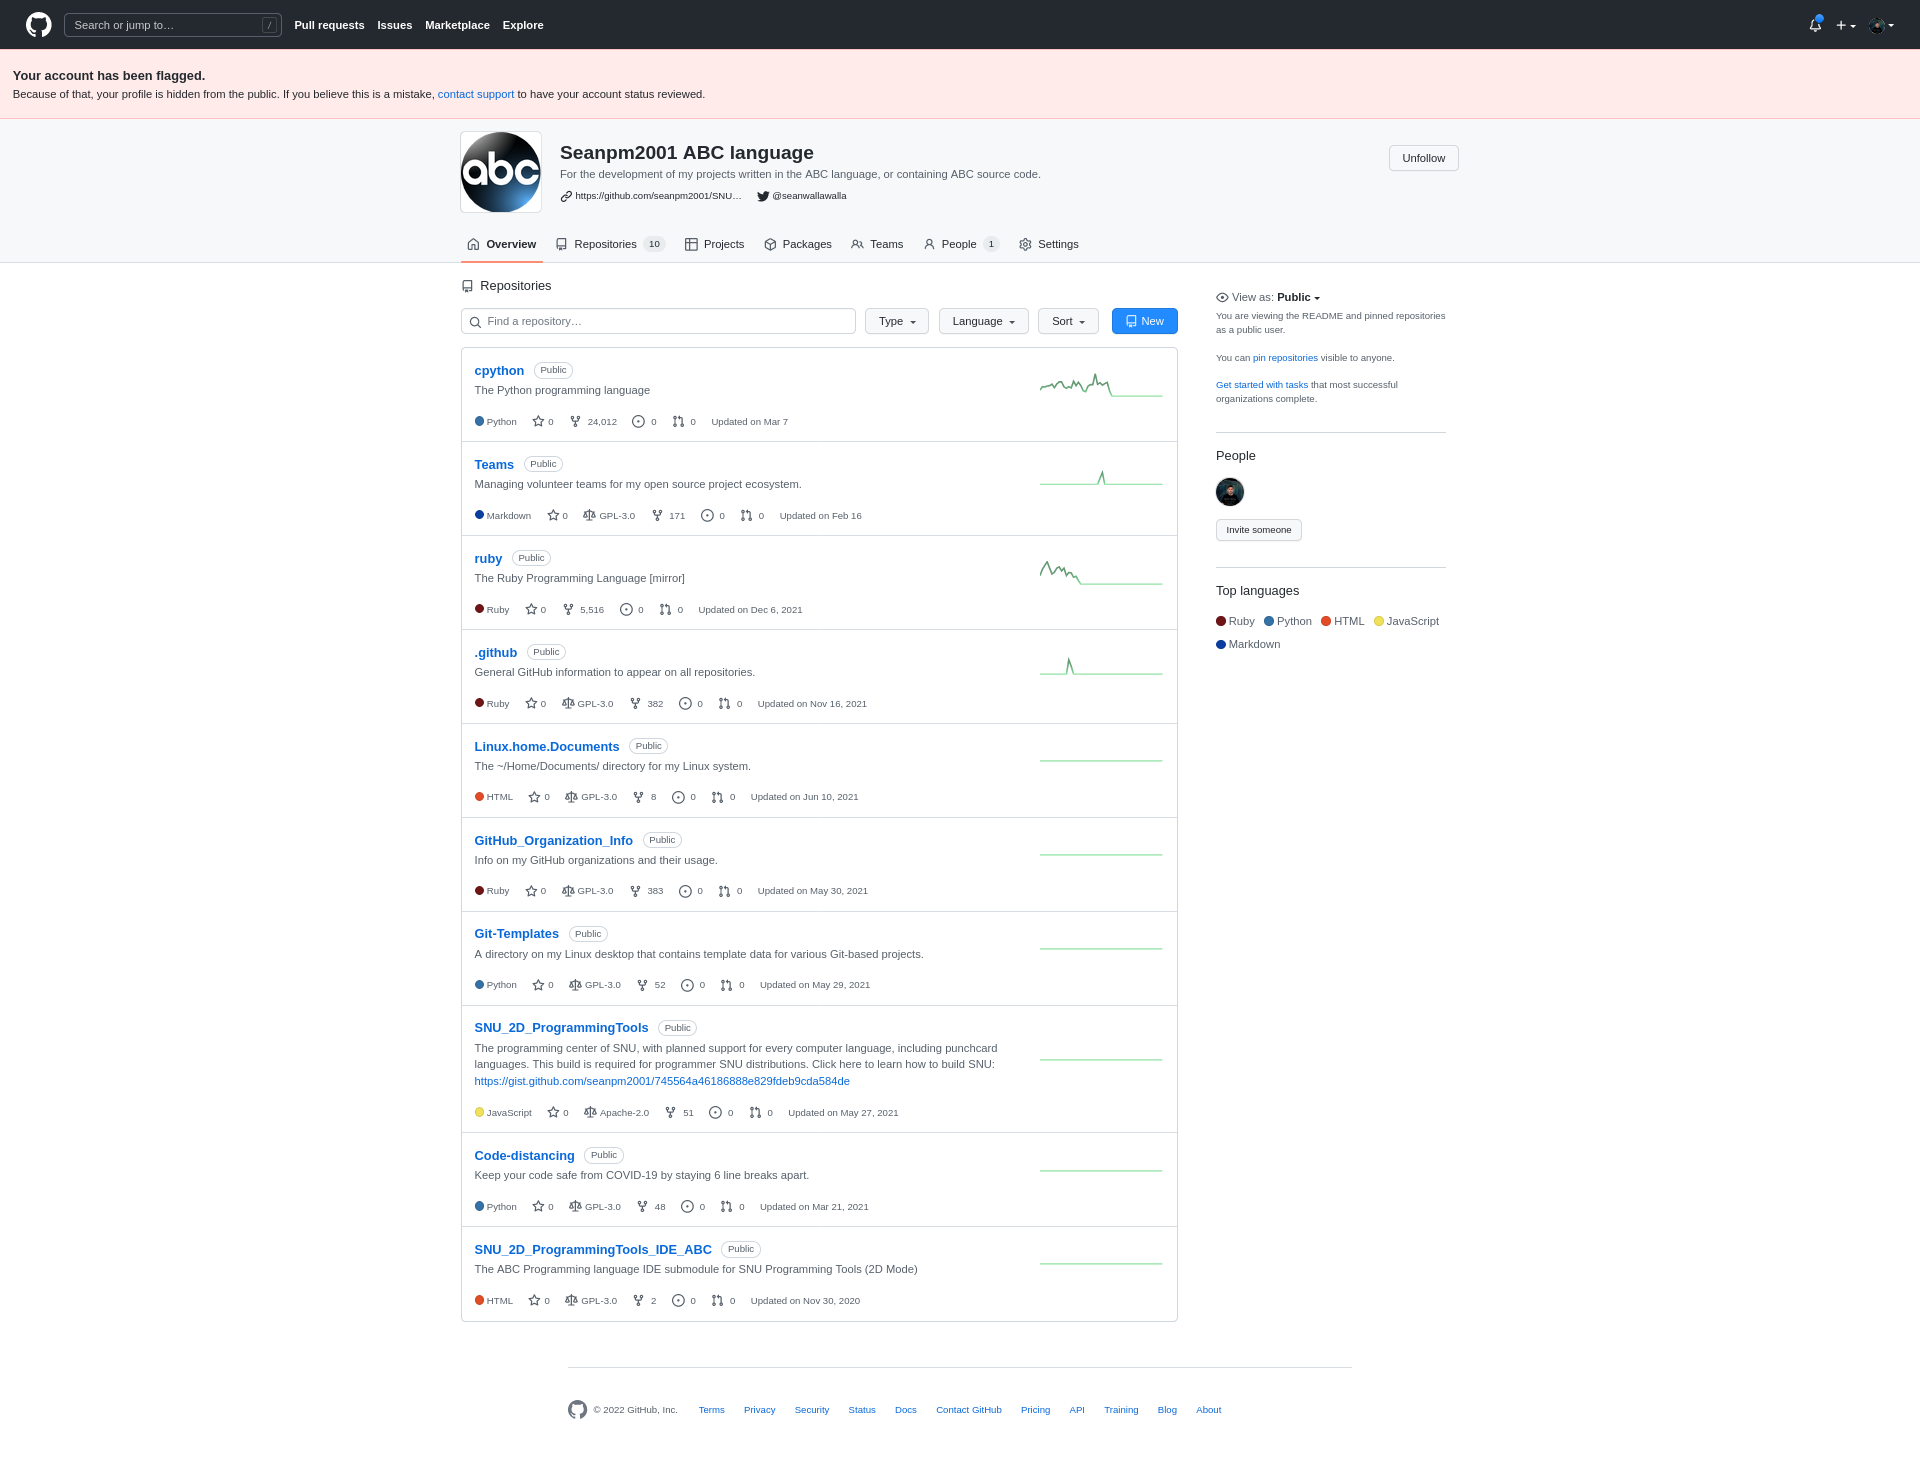 Search or jump to… /
Pull requests Issues Marketplace Explore
Your account has been flagged.
Because of that, your profile is hidden from the public. If you believe this is a mistake, contact support to have your account status reviewed.
abc
Seanpm2001 ABC language
For the development of my projects written in the ABC language, or containing ABC source code.
https://github.com/seanpm2001/SNU… @seanwallawalla
Unfollow
Overview Repositories 10 Projects Packages Teams People 1 Settings
Repositories
Find a repository… Type Language Sort New
cpython Public
The Python programming language
Python 0 24,012 0 0 Updated on Mar 7
Teams Public
Managing volunteer teams for my open source project ecosystem.
Markdown 0 GPL-3.0 171 0 0 Updated on Feb 16
ruby Public
The Ruby Programming Language [mirror]
Ruby 0 5,516 0 0 Updated on Dec 6, 2021
.github Public
General GitHub information to appear on all repositories.
Ruby 0 GPL-3.0 382 0 0 Updated on Nov 16, 2021
Linux.home.Documents Public
The ~/Home/Documents/ directory for my Linux system.
HTML 0 GPL-3.0 8 0 0 Updated on Jun 10, 2021
GitHub_Organization_Info Public
Info on my GitHub organizations and their usage.
Ruby 0 GPL-3.0 383 0 0 Updated on May 30, 2021
Git-Templates Public
A directory on my Linux desktop that contains template data for various Git-based projects.
Python 0 GPL-3.0 52 0 0 Updated on May 29, 2021
SNU_2D_ProgrammingTools Public
The programming center of SNU, with planned support for every computer language, including punchcard
languages. This build is required for programmer SNU distributions. Click here to learn how to build SNU:
https://gist.github.com/seanpm2001/745564a46186888e829fdeb9cda584de
JavaScript 0 Apache-2.0 51 0 0 Updated on May 27, 2021
Code-distancing Public
Keep your code safe from COVID-19 by staying 6 line breaks apart.
Python 0 GPL-3.0 48 0 0 Updated on Mar 21, 2021
SNU_2D_ProgrammingTools_IDE_ABC Public
The ABC Programming language IDE submodule for SNU Programming Tools (2D Mode)
HTML 0 GPL-3.0 2 0 0 Updated on Nov 30, 2020
View as: Public
You are viewing the README and pinned repositories
as a public user.
You can pin repositories visible to anyone.
Get started with tasks that most successful
organizations complete.
People
Invite someone
Top languages
Ruby Python HTML JavaScript
Markdown
© 2022 GitHub, Inc. Terms Privacy Security Status Docs Contact GitHub Pricing API Training Blog About